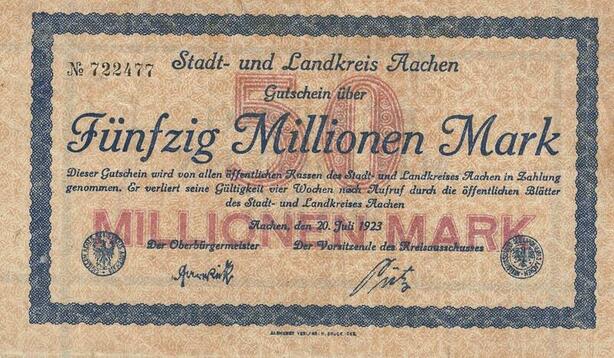 № 722477
Stadt- und Landkreis Aachen
Gutschein über
50
Fünfzig Millionen Mark
Dieser Gutschein wird von allen öffentlichen Kassen des Stadt- und Landkreises Aachen in Zahlung
genommen. Er verliert seine Gültigkeit vier Wochen nach Aufruf durch die öffentlichen Blätter
des Stadt- und Landkreises Aachen
MILLIONEN MARK
Aachen, den 20. Juli 1923
Der Oberbürgermeister Der Vorsitzende des Kreisausschusses